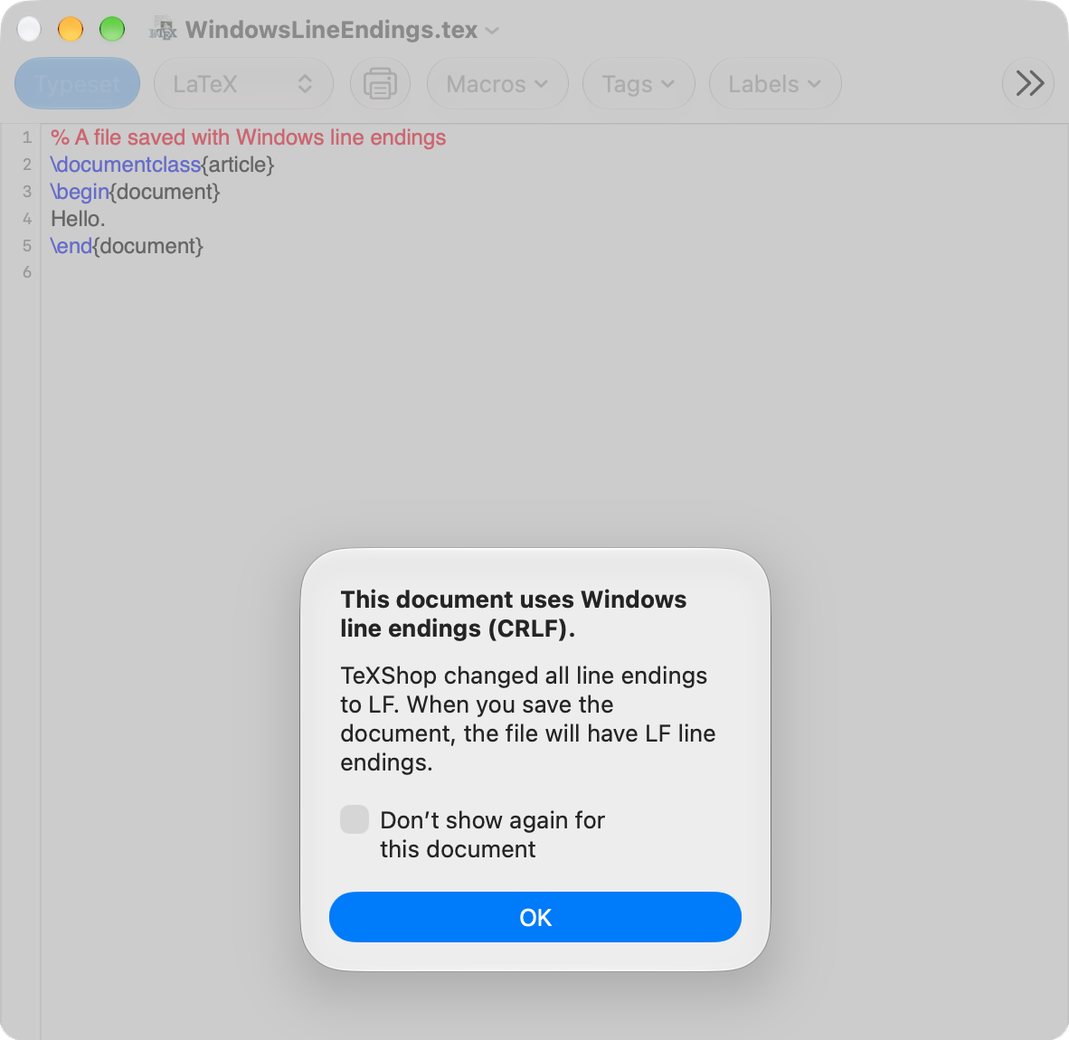 WindowsLineEndings.tex
Typeset LaTeX Macros Tags Labels
1 % A file saved with Windows line endings
2 \documentclass{article}
3 \begin{document}
4 Hello.
5 \end{document}
6
This document uses Windows
line endings (CRLF).
TeXShop changed all line endings
to LF. When you save the
document, the file will have LF line
endings.
Don’t show again for
this document
OK